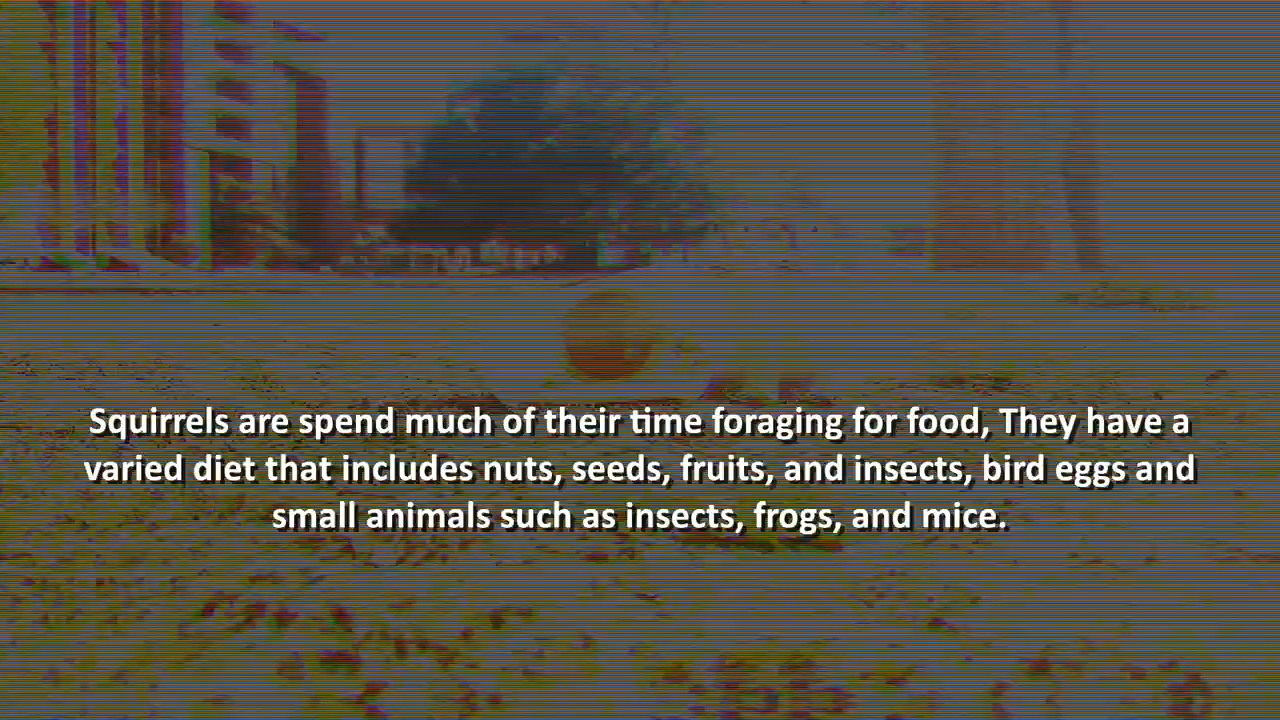 Squirrels are spend much of their time foraging for food, They have a
varied diet that includes nuts, seeds, fruits, and insects, bird eggs and
small animals such as insects, frogs, and mice.